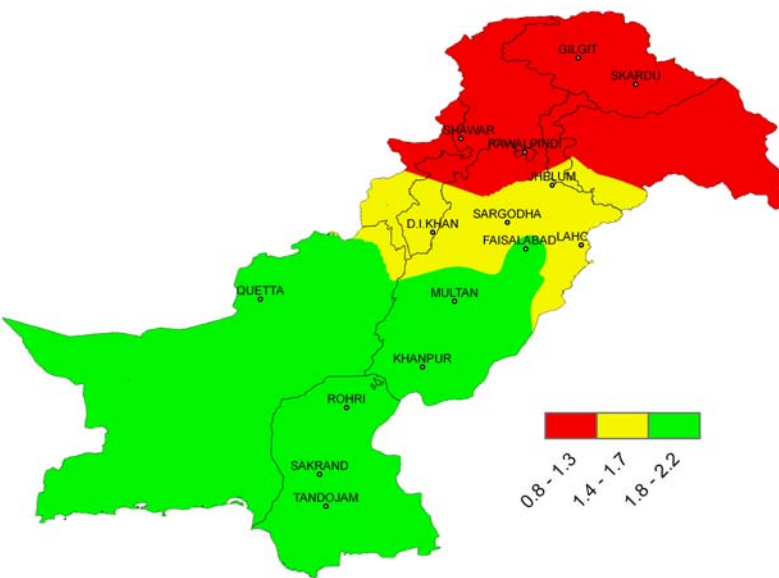 GILGIT
SKARDU
SHAWAR
RAWALPINDI
JHELUM
SARGODHA
D.I.KHAN
FAISALABAD
LAHO
QUETTA
MULTAN
KHANPUR
ROHRI
SAKRAND
TANDOJAM
0.8 - 1.3
1.4 - 1.7
1.8 - 2.2